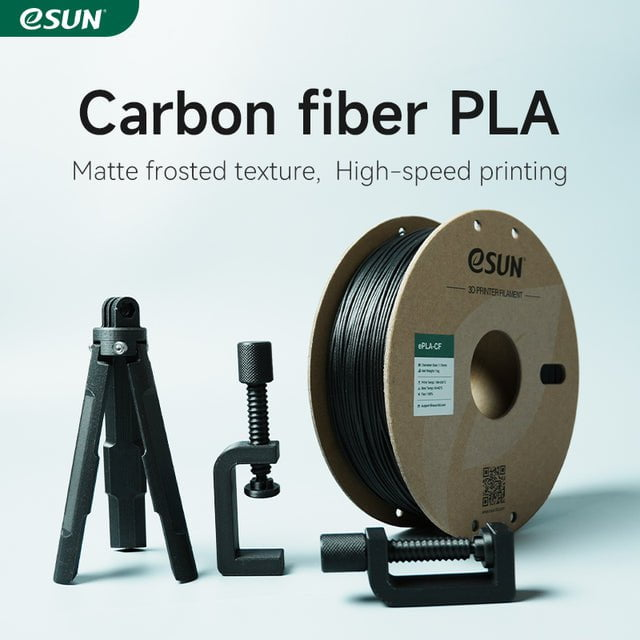 eSUN
Carbon fiber PLA
Matte frosted texture, High-speed printing
eSUN
3D PRINTER FILAMENT
ePLA-CF